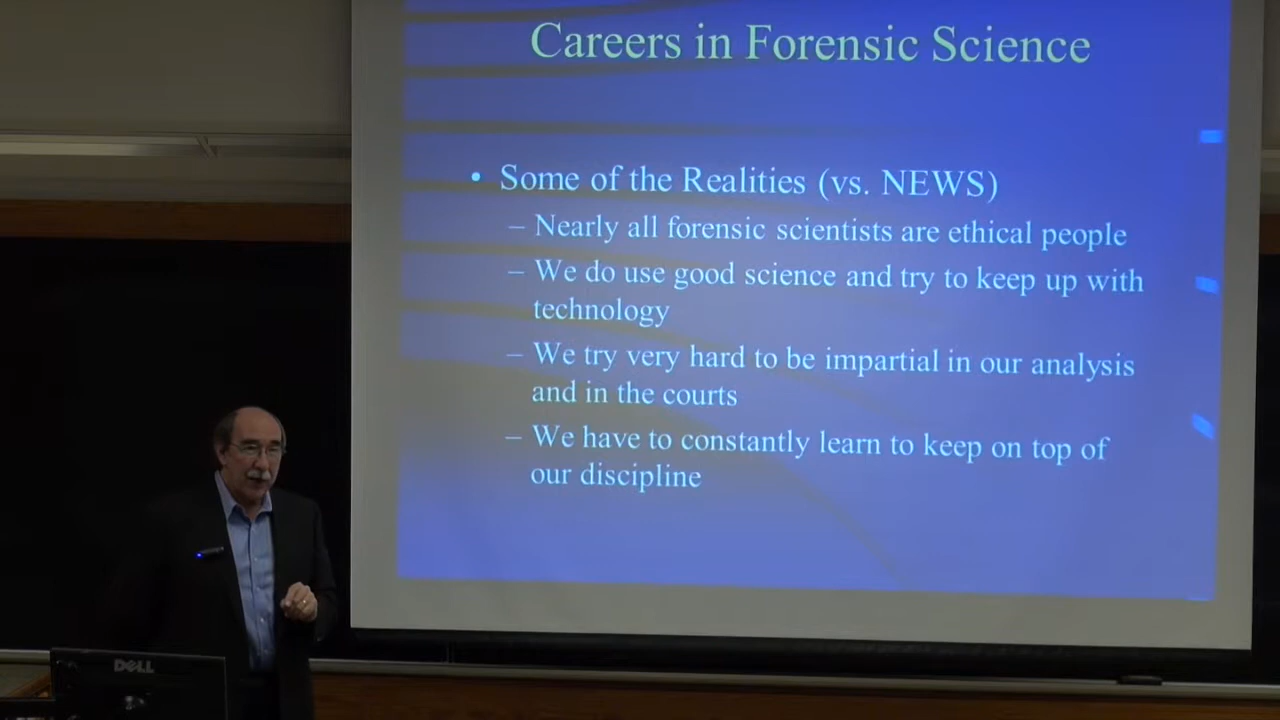 Careers in Forensic Science
• Some of the Realities (vs. NEWS)
– Nearly all forensic scientists are ethical people
– We do use good science and try to keep up with
technology
– We try very hard to be impartial in our analysis
and in the courts
– We have to constantly learn to keep on top of
our discipline
DELL